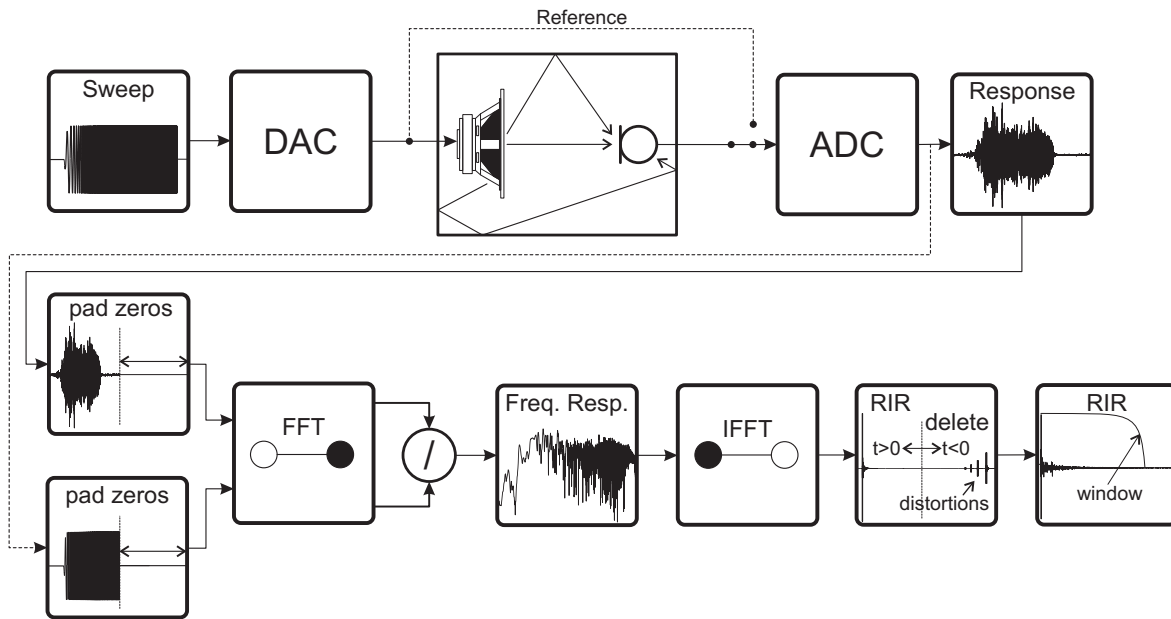 Reference
Sweep
DAC
ADC
Response
pad zeros
pad zeros
FFT
/
Freq. Resp.
IFFT
RIR
delete
t>0
t<0
distortions
RIR
window